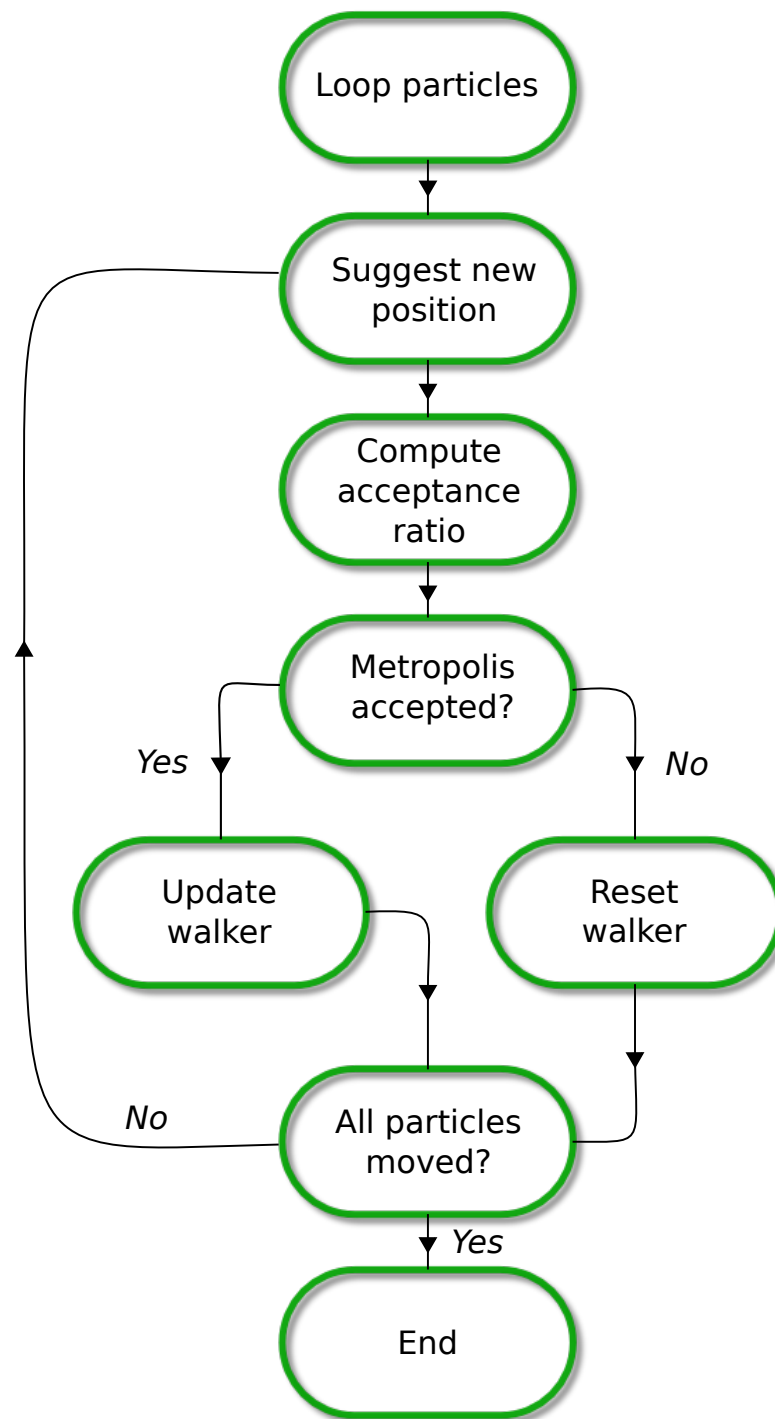 Loop particles
Suggest new
position
Compute
acceptance
ratio
Metropolis
accepted?
Yes
No
Update
walker
Reset
walker
No
All particles
moved?
Yes
End